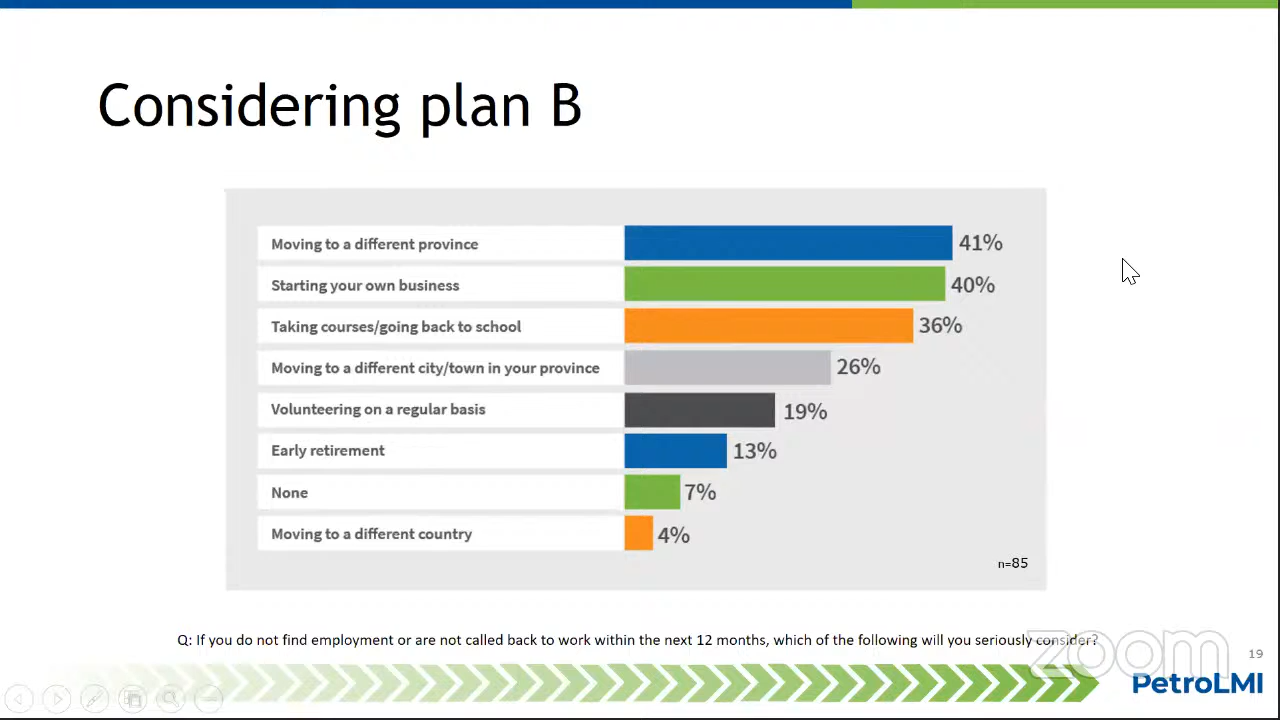 Considering plan B
Moving to a different province 41%
Starting your own business 40%
Taking courses/going back to school 36%
Moving to a different city/town in your province 26%
Volunteering on a regular basis 19%
Early retirement 13%
None 7%
Moving to a different country 4%
n=85
Q: If you do not find employment or are not called back to work within the next 12 months, which of the following will you seriously consider?
zoom
19
PetroLMI